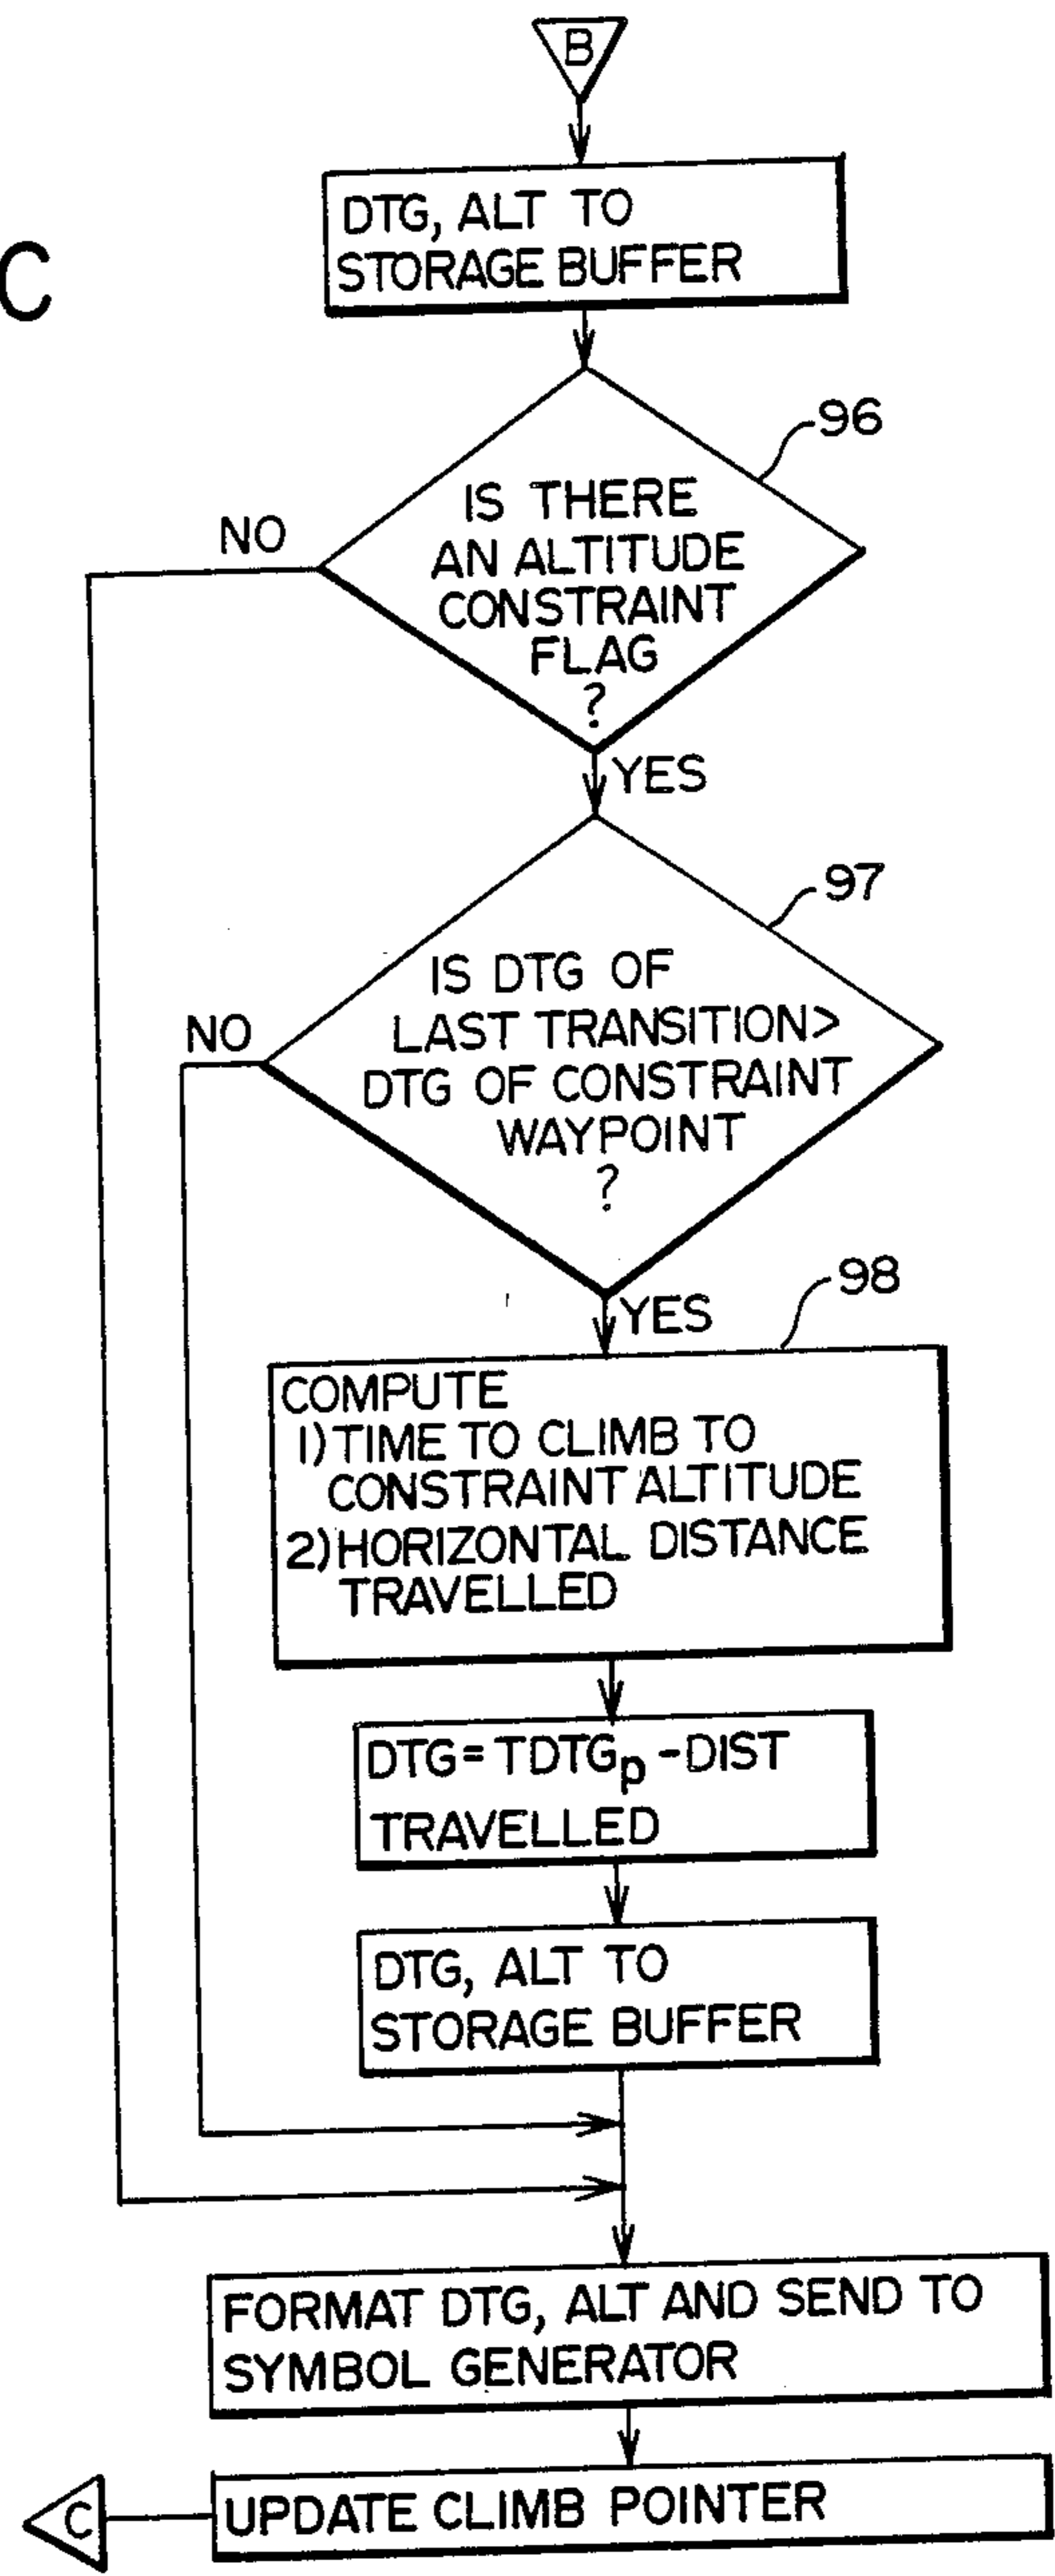 B
C
DTG, ALT TO
STORAGE BUFFER
96
IS THERE
AN ALTITUDE
CONSTRAINT
FLAG
?
NO
YES
97
IS DTG OF
LAST TRANSITION>
DTG OF CONSTRAINT
WAYPOINT
?
NO
YES
98
COMPUTE
1) TIME TO CLIMB TO
CONSTRAINT ALTITUDE
2) HORIZONTAL DISTANCE
TRAVELLED
DTG = TDTGp - DIST
TRAVELLED
DTG, ALT TO
STORAGE BUFFER
FORMAT DTG, ALT AND SEND TO
SYMBOL GENERATOR
UPDATE CLIMB POINTER
C